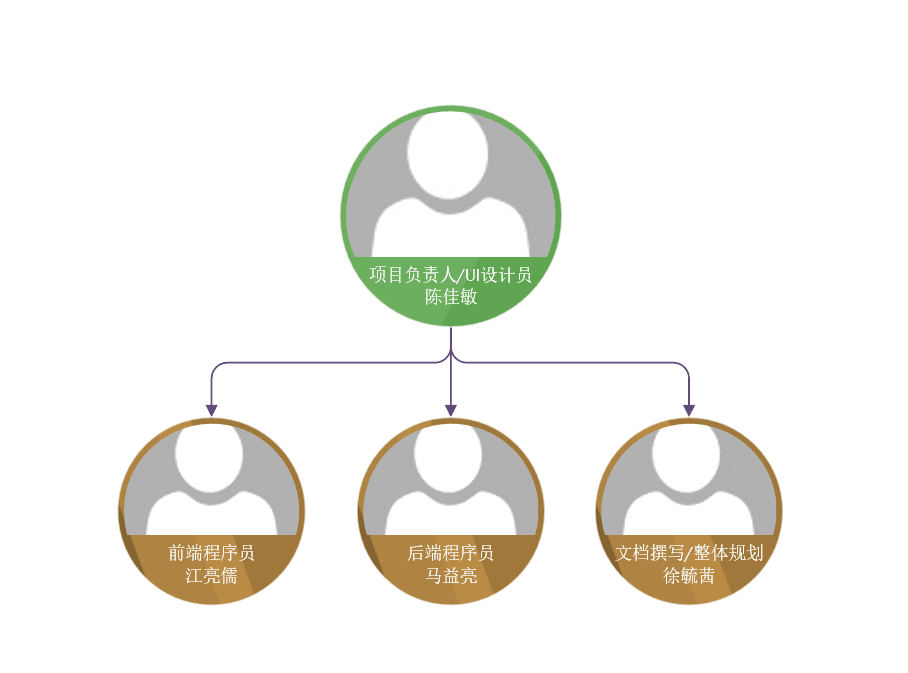 项目负责人/UI设计员
陈佳敏
前端程序员
江亮儒
后端程序员
马益亮
文档撰写/整体规划
徐毓茜